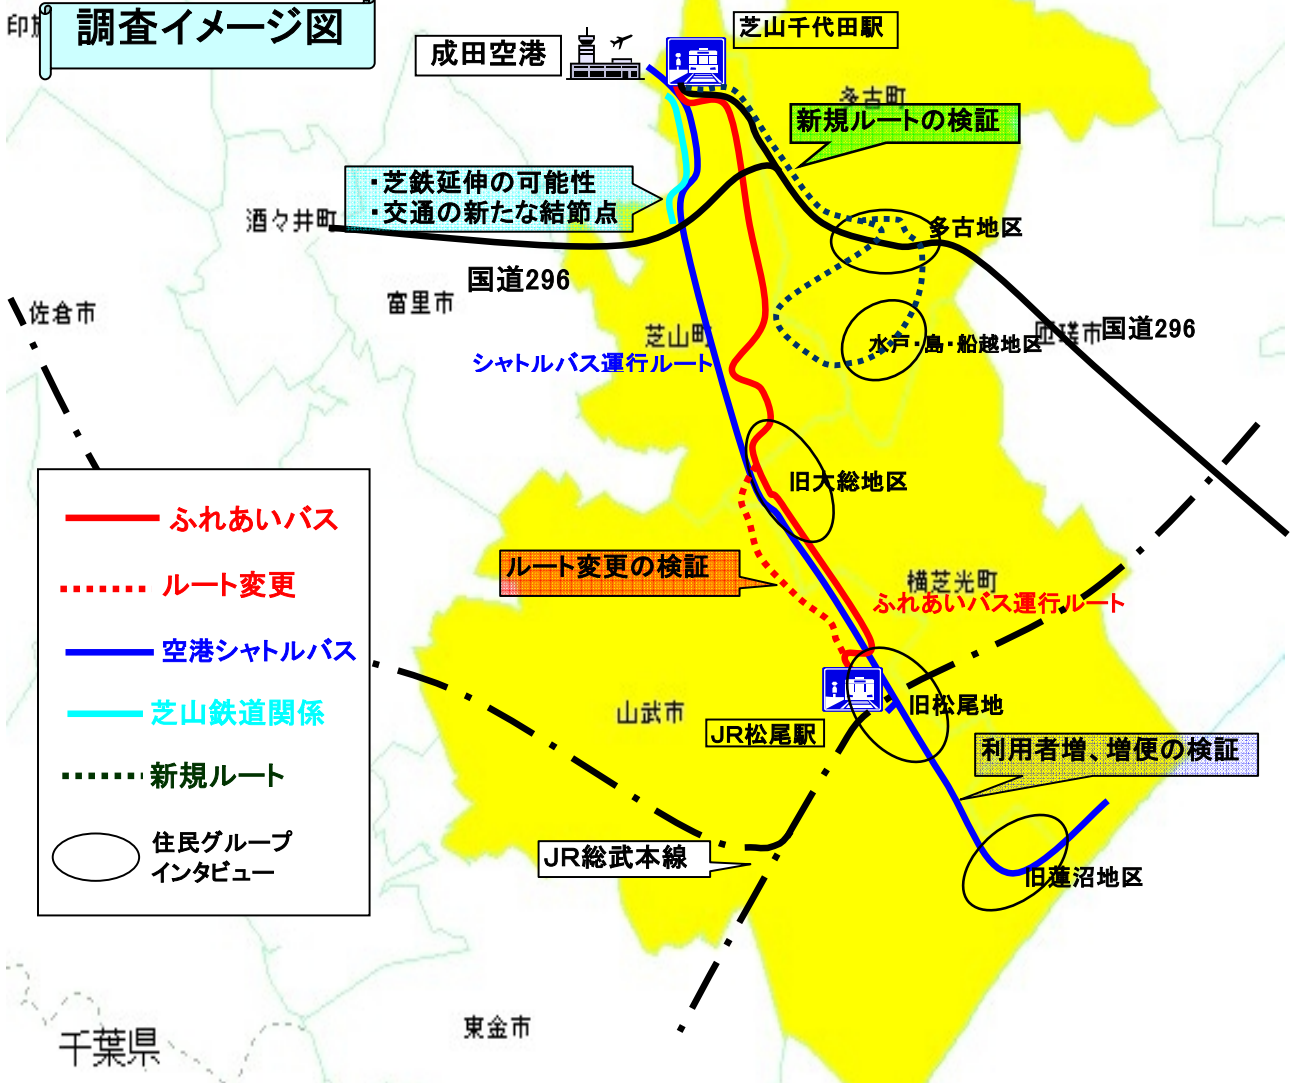 調査イメージ図
成田空港
芝山千代田駅
多古町
新規ルートの検証
・芝鉄延伸の可能性
・交通の新たな結節点
酒々井町
多古地区
国道296
佐倉市
富里市
芝山町
水戸・島・船越地区
匝瑳市
国道296
シャトルバス運行ルート
旧大総地区
ふれあいバス
ルート変更
空港シャトルバス
芝山鉄道関係
新規ルート
住民グループ
インタビュー
ルート変更の検証
横芝光町
ふれあいバス運行ルート
山武市
JR松尾駅
旧松尾地
利用者増、増便の検証
JR総武本線
旧蓮沼地区
東金市
千葉県